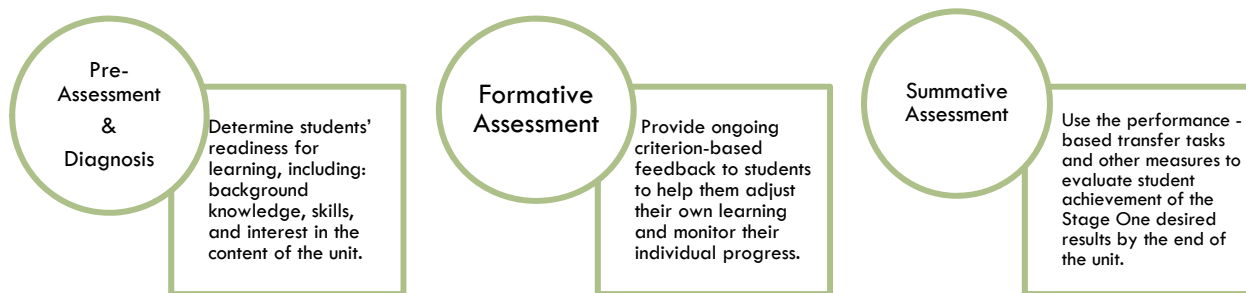 Pre-
Assessment
&
Diagnosis
Determine students’
readiness for
learning, including:
background
knowledge, skills,
and interest in the
content of the unit.
Formative
Assessment
Provide ongoing
criterion-based
feedback to students
to help them adjust
their own learning
and monitor their
individual progress.
Summative
Assessment
Use the performance -
based transfer tasks
and other measures to
evaluate student
achievement of the
Stage One desired
results by the end of
the unit.